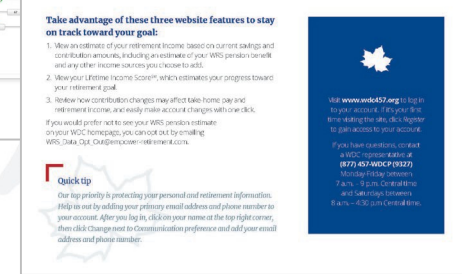 Take advantage of these three website features to stay
on track toward your goal:
1. View an estimate of your retirement income based on current savings and
contribution amounts, including an estimate of your WRS pension benefit
and any other income sources you choose to add.
2. View your Lifetime Income Score℠, which estimates your progress toward
your retirement goal.
3. Review how contribution changes may affect take-home pay and
retirement income, and easily make account changes with one click.
If you would prefer not to see your WRS pension estimate
on your WDC homepage, you can opt out by emailing
WRS_Data_Opt_Out@empower-retirement.com.
Quick tip
Our top priority is protecting your personal and retirement information.
Help us out by adding your primary email address and phone number to
your account. After you log in, click on your name at the top right corner,
then click Change next to Communication preference and add your email
address and phone number.
Visit www.wdc457.org to log in
to your account. If it's your first
time visiting the site, click Register
to gain access to your account.
If you have questions, contact
a WDC representative at
(877) 457-WDCP (9327)
Monday-Friday between
7 a.m. – 9 p.m. Central time
and Saturdays between
8 a.m. – 4:30 p.m. Central time.